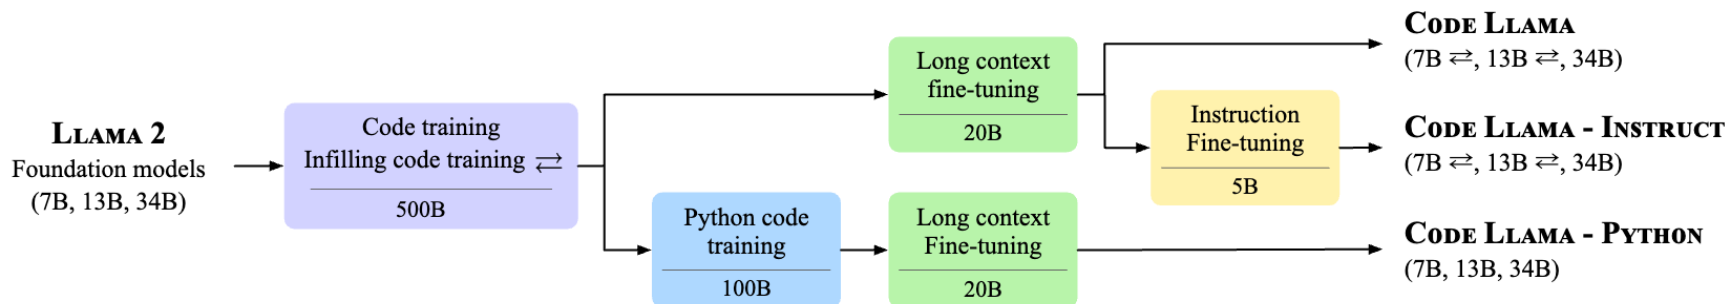 LLAMA 2
Foundation models
(7B, 13B, 34B)
Code training
Infilling code training ⇄
500B
Python code
training
100B
Long context
fine-tuning
20B
Long context
Fine-tuning
20B
Instruction
Fine-tuning
5B
CODE LLAMA
(7B ⇄, 13B ⇄, 34B)
CODE LLAMA - INSTRUCT
(7B ⇄, 13B ⇄, 34B)
CODE LLAMA - PYTHON
(7B, 13B, 34B)